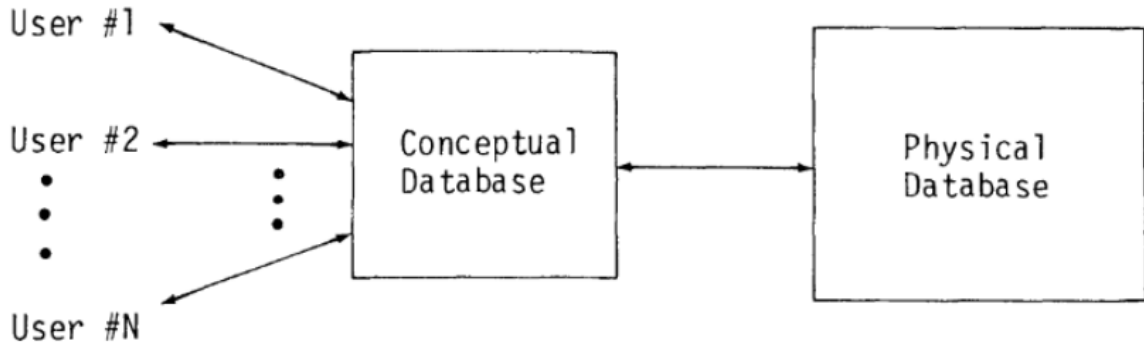 User #1
User #2
User #N
Conceptual
Database
Physical
Database